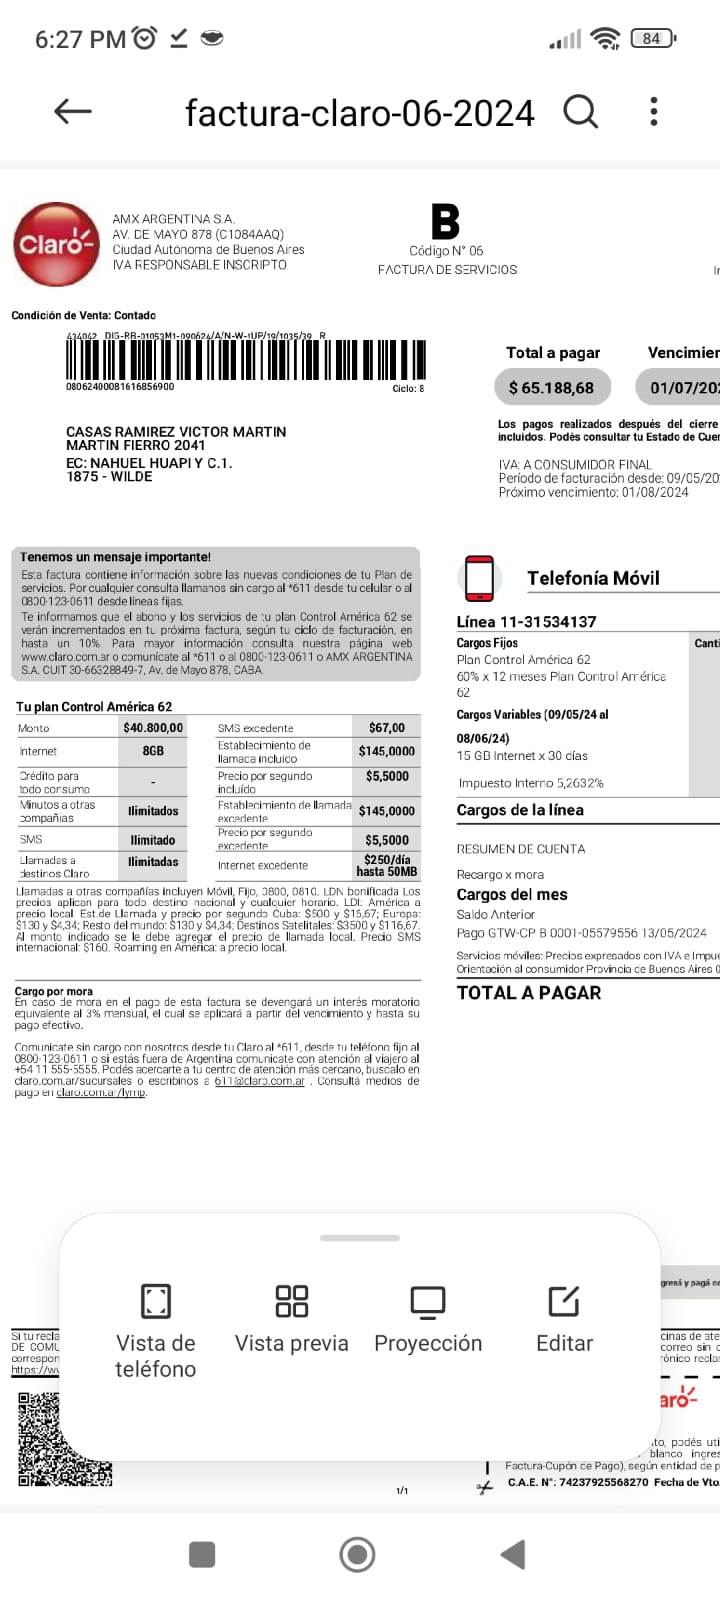 6:27 PM
84
factura-claro-06-2024
Claro
AMX ARGENTINA S.A.
AV. DE MAYO 878 (C1084AAQ)
Ciudad Autónoma de Buenos Aires
IVA RESPONSABLE INSCRIPTO
B
Código N° 06
FACTURA DE SERVICIOS
Condición de Venta: Contado
434042 DIG-RB-01053M1-090624/A/N-W-1UP/19/1035/39 R
08062400081616856900
Ciclo: 8
Total a pagar
$ 65.188,68
Vencimien
01/07/202
CASAS RAMIREZ VICTOR MARTIN
MARTIN FIERRO 2041
EC: NAHUEL HUAPI Y C.1.
1875 - WILDE
Los pagos realizados después del cierre
incluidos. Podés consultar tu Estado de Cuen
IVA: A CONSUMIDOR FINAL
Período de facturación desde: 09/05/20
Próximo vencimiento: 01/08/2024
Tenemos un mensaje importante!
Esta factura contiene información sobre las nuevas condiciones de tu Plan de
servicios. Por cualquier consulta llamanos sin cargo al *611 desde tu celular o al
0800-123-0611 desde líneas fijas.
Te informamos que el abono y los servicios de tu plan Control América 62 se
verán incrementados en tu próxima factura, según tu ciclo de facturación, en
hasta un 10%. Para mayor información consulta nuestra página web
www.claro.com.ar o comunícate al *611 o al 0800-123-0611 o AMX ARGENTINA
S.A. CUIT 30-66328849-7, Av. de Mayo 878, CABA.
Tu plan Control América 62
Monto $40.800,00 SMS excedente $67,00
Internet 8GB Establecimiento de llamaca incluído $145,0000
Crédito para todo consumo - Precio por segundo incluído $5,5000
Minutos a otras compañías Ilimitados Establecimiento de llamada excedente $145,0000
SMS Ilimitado Precio por segundo excedente $5,5000
Llamadas a destinos Claro Ilimitadas Internet excedente $250/día hasta 50MB
Llamadas a otras compañías incluyen Móvil, Fijo, 0800, 0810. LDN bonificada Los
precios aplican para todo destino nacional y cualquier horario. LDI: América a
precio local. Est.de Llamada y precio por segundo Cuba: $500 y $16,67; Europa:
$130 y $4,34; Resto del mundo: $130 y $4,34; Destinos Satelitales: $3500 y $116,67.
Al monto indicado se le debe agregar el precio de llamada local. Precio SMS
internacional: $160. Roaming en América: a precio local.
Cargo por mora
En caso de mora en el pago de esta factura se devengará un interés moratorio
equivalente al 3% mensual, el cual se aplicará a partir del vencimiento y hasta su
pago efectivo.
Comunicate sin cargo con nosotros desde tu Claro al *611, desde tu teléfono fijo al
0800-123-0611 o si estás fuera de Argentina comunicate con atención al viajero al
+54 11 555-5555. Podés acercarte a tu centro de atención más cercano, buscalo en
claro.com.ar/sucursales o escribinos a 611@claro.com.ar . Consultá medios de
pago en claro.com.ar/lymp.
Telefonía Móvil
Línea 11-31534137
Cargos Fijos
Canti
Plan Control América 62
60% x 12 meses Plan Control América
62
Cargos Variables (09/05/24 al
08/06/24)
15 GB Internet x 30 días
Impuesto Interno 5,2632%
Cargos de la línea
RESUMEN DE CUENTA
Recargo x mora
Cargos del mes
Saldo Anterior
Pago GTW-CP B 0001-05579556 13/05/2024
Servicios móviles: Precios expresados con IVA e Impue
Orientación al consumidor Provincia de Buenos Aires 0
TOTAL A PAGAR
Vista de teléfono
Vista previa
Proyección
Editar
gresá y pagá co
Si tu recla
DE COMU
correspon
https://w
cinas de ate
correo sin c
rónico recla
aro
to, podés uti
blanco ingres
Factura-Cupón de Pago), según entidad de p
C.A.E. N°: 74237925568270 Fecha de Vto.
1/1